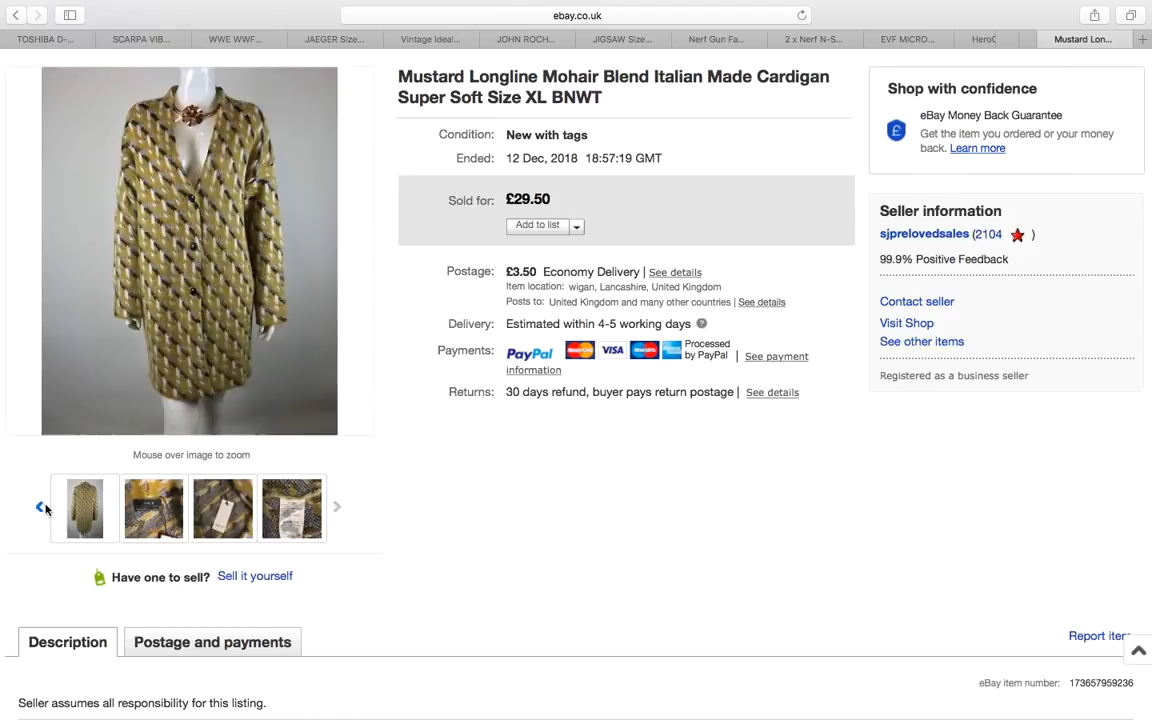 ebay.co.uk
TOSHIBA D-...
SCARPA VIB...
WWE WWF...
JAEGER Size...
Vintage Ideal...
JOHN ROCH...
JIGSAW Size...
Nerf Gun Fa...
2 x Nerf N-S...
EVF MICRO...
HeroC
Mustard Lon...
Mustard Longline Mohair Blend Italian Made Cardigan
Super Soft Size XL BNWT
Condition: New with tags
Ended: 12 Dec, 2018 18:57:19 GMT
Sold for: £29.50
Add to list
Postage: £3.50 Economy Delivery | See details
Item location: wigan, Lancashire, United Kingdom
Posts to: United Kingdom and many other countries | See details
Delivery: Estimated within 4-5 working days
Payments: PayPal MasterCard VISA Maestro Processed
by PayPal | See payment
information
Returns: 30 days refund, buyer pays return postage | See details
Shop with confidence
eBay Money Back Guarantee
Get the item you ordered or your money
back. Learn more
Seller information
sjprelovedsales (2104 )
99.9% Positive Feedback
Contact seller
Visit Shop
See other items
Registered as a business seller
Mouse over image to zoom
Have one to sell? Sell it yourself
Description
Postage and payments
Report item
eBay item number: 173657959236
Seller assumes all responsibility for this listing.